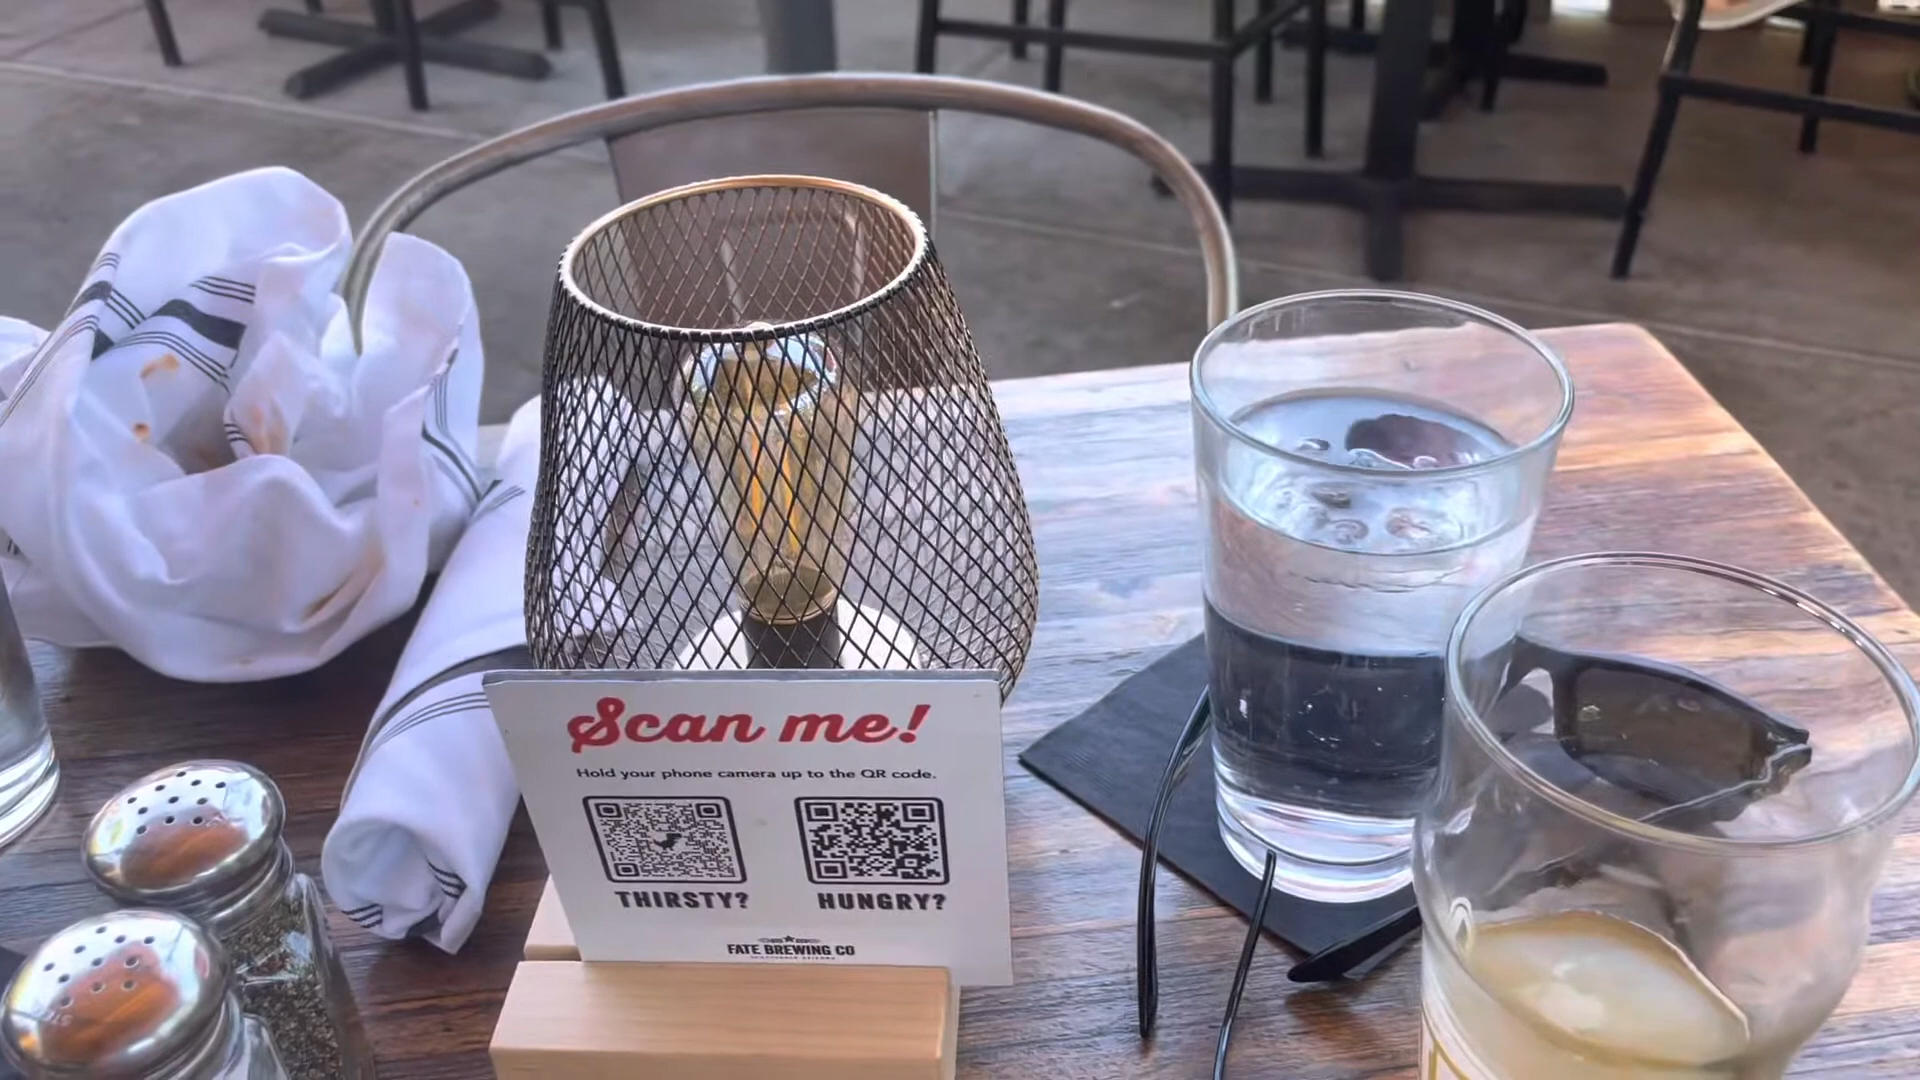 Scan me!
Hold your phone camera up to the QR code.
THIRSTY?
HUNGRY?
FATE BREWING CO